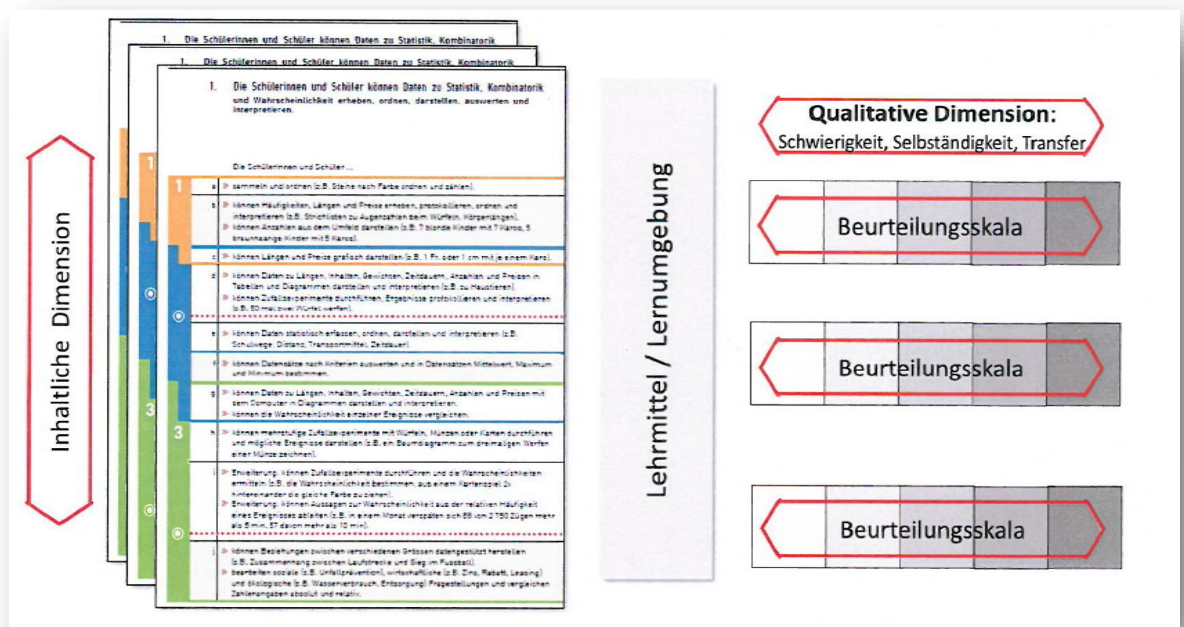 1. Die Schülerinnen und Schüler können Daten zu Statistik, Kombinatorik
1. Die Schülerinnen und Schüler können Daten zu Statistik, Kombinatorik
1. Die Schülerinnen und Schüler können Daten zu Statistik, Kombinatorik
und Wahrscheinlichkeit erheben, ordnen, darstellen, auswerten und
interpretieren.
Die Schülerinnen und Schüler ...
1
1
a » sammeln und ordnen (z.B. Steine nach Farbe ordnen und zählen).
b » können Häufigkeiten, Längen und Preise erheben, protokollieren, ordnen und
interpretieren (z.B. Strichlisten zu Augenzahlen beim Würfeln, Körperlängen).
» können Anzahlen aus dem Umfeld darstellen (z.B. 7 blonde Kinder mit 7 Karos, 5
braunhaarige Kinder mit 5 Karos).
c » können Längen und Preise grafisch darstellen (z.B. 1 Fr. oder 1 cm mit je einem Karo).
d » können Daten zu Längen, Inhalten, Gewichten, Zeitdauern, Anzahlen und Preisen in
Tabellen und Diagrammen darstellen und interpretieren (z.B. zu Haustieren).
» können Zufallsexperimente durchführen, Ergebnisse protokollieren und interpretieren
(z.B. 50 mal zwei Würfel werfen).
e » können Daten statistisch erfassen, ordnen, darstellen und interpretieren (z.B.
Schulwege: Distanz, Transportmittel, Zeitdauer).
f » können Datensätze nach Kriterien auswerten und in Datensätzen Mittelwert, Maximum
und Minimum bestimmen.
g » können Daten zu Längen, Inhalten, Gewichten, Zeitdauern, Anzahlen und Preisen mit
dem Computer in Diagrammen darstellen und interpretieren.
» können die Wahrscheinlichkeit einzelner Ereignisse vergleichen.
3
3
h » können mehrstufige Zufallsexperimente mit Würfeln, Münzen oder Karten durchführen
und mögliche Ereignisse darstellen (z.B. ein Baumdiagramm zum dreimaligen Werfen
einer Münze zeichnen).
i » Erweiterung: können Zufallsexperimente durchführen und die Wahrscheinlichkeiten
ermitteln (z.B. die Wahrscheinlichkeit bestimmen, aus einem Kartenspiel 2x
hintereinander die gleiche Farbe zu ziehen).
» Erweiterung: können Aussagen zur Wahrscheinlichkeit aus der relativen Häufigkeit
eines Ereignisses ableiten (z.B. in einem Monat verspäten sich 88 von 2 750 Zügen mehr
als 5 min, 57 davon mehr als 10 min).
j » können Beziehungen zwischen verschiedenen Grössen datengestützt herstellen
(z.B. Zusammenhang zwischen Laufstrecke und Sieg im Fussball).
» bearbeiten soziale (z.B. Unfallprävention), wirtschaftliche (z.B. Zins, Rabatt, Leasing)
und ökologische (z.B. Wasserverbrauch, Entsorgung) Fragestellungen und vergleichen
Zahlenangaben absolut und relativ.
Inhaltliche Dimension
Lehrmittel / Lernumgebung
Qualitative Dimension:
Schwierigkeit, Selbständigkeit, Transfer
Beurteilungsskala
Beurteilungsskala
Beurteilungsskala